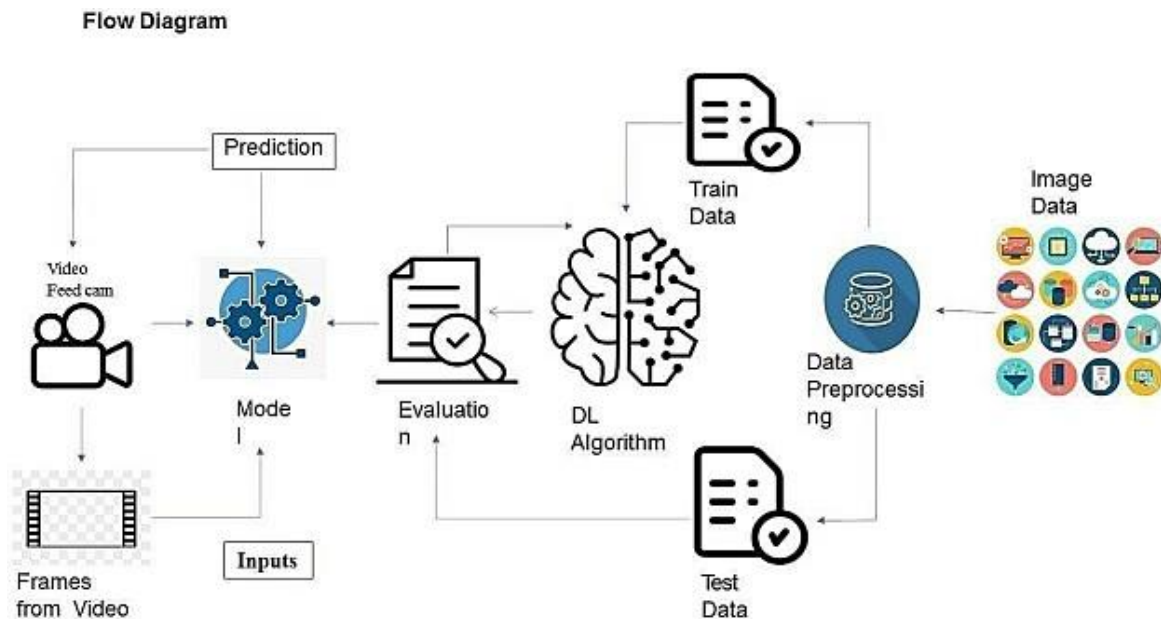 Flow Diagram
Prediction
Train
Data
Image
Data
Video
Feed cam
Data
Preprocessi
ng
Mode
l
Evaluatio
n
DL
Algorithm
Inputs
Frames
from Video
Test
Data